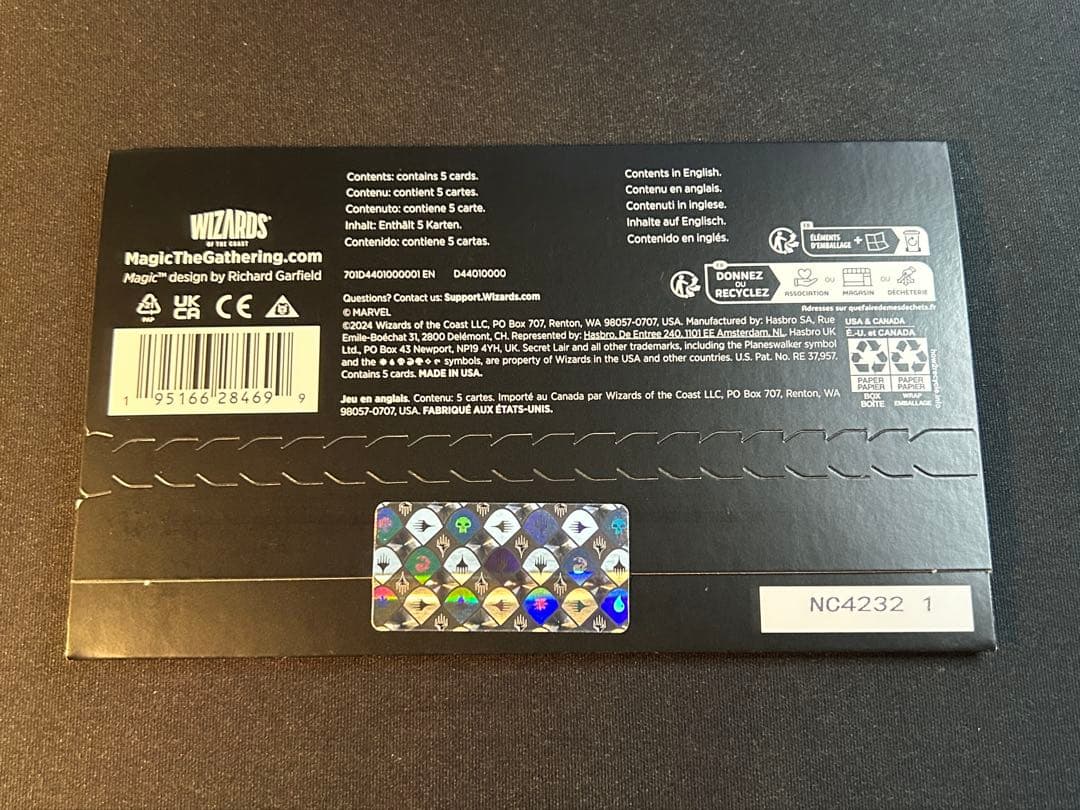 WIZARDS®
OF THE COAST
MagicTheGathering.com
Magic™ design by Richard Garfield
21
PAP
UK
CA
CE
1 95166 28469 9
Contents: contains 5 cards.
Contenu: contient 5 cartes.
Contenuto: contiene 5 carte.
Inhalt: Enthält 5 Karten.
Contenido: contiene 5 cartas.
701D4401000001 EN D44010000
Contents in English.
Contenu en anglais.
Contenuti in inglese.
Inhalte auf Englisch.
Contenido en inglés.
FR
ÉLÉMENTS
D'EMBALLAGE +
FR
DONNEZ
OU
RECYCLEZ
ASSOCIATION OU MAGASIN OU DÉCHÈTERIE
Adresses sur quefairedemesdechets.fr
Questions? Contact us: Support.Wizards.com
© MARVEL
©2024 Wizards of the Coast LLC, PO Box 707, Renton, WA 98057-0707, USA. Manufactured by: Hasbro SA, Rue
Emile-Boéchat 31, 2800 Delémont, CH. Represented by: Hasbro, De Entree 240, 1101 EE Amsterdam, NL. Hasbro UK
Ltd., PO Box 43 Newport, NP19 4YH, UK. Secret Lair and all other trademarks, including the Planeswalker symbol
and the symbols, are property of Wizards in the USA and other countries. U.S. Pat. No. RE 37,957.
Contains 5 cards. MADE IN USA.
Jeu en anglais. Contenu: 5 cartes. Importé au Canada par Wizards of the Coast LLC, PO Box 707, Renton, WA
98057-0707, USA. FABRIQUÉ AUX ÉTATS-UNIS.
USA & CANADA
É.-U. et CANADA
PAPER
PAPIER
BOX
BOÎTE
PAPER
PAPIER
WRAP
EMBALLAGE
how2recycle.info
NC4232 1